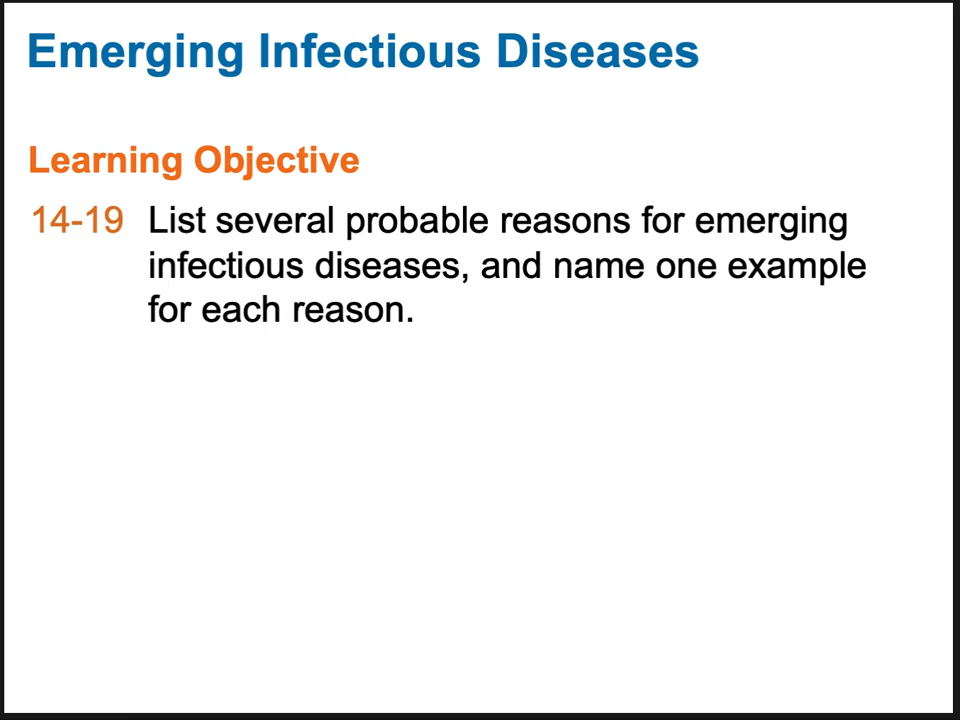 Emerging Infectious Diseases
Learning Objective
14-19 List several probable reasons for emerging
infectious diseases, and name one example
for each reason.